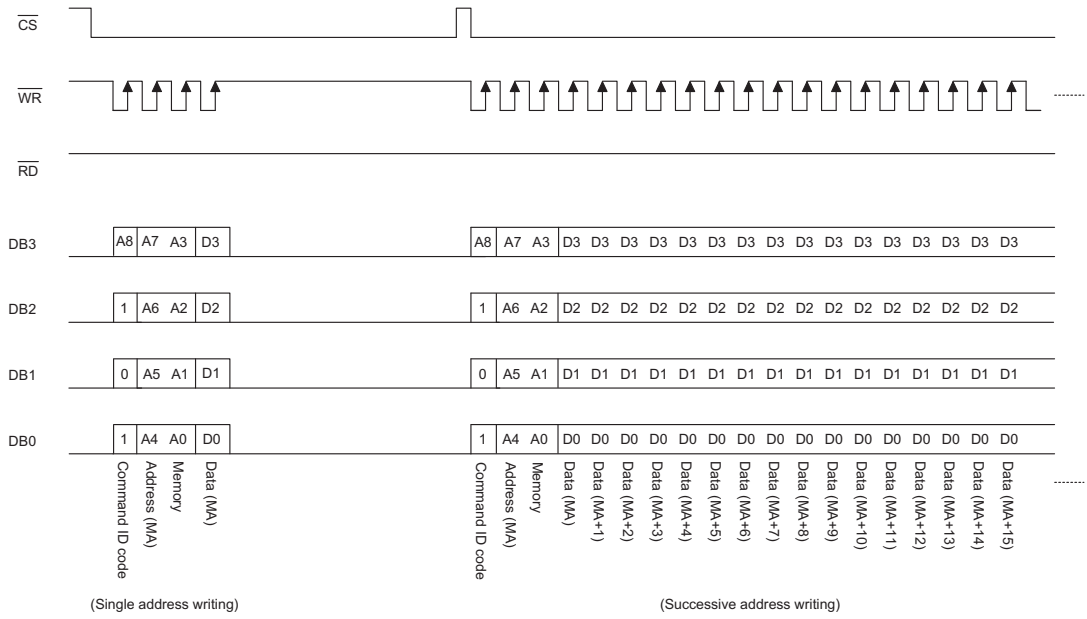 CS
WR
RD
DB3 A8 A7 A3 D3 A8 A7 A3 D3 D3 D3 D3 D3 D3 D3 D3 D3 D3 D3 D3 D3 D3 D3 D3
DB2 1 A6 A2 D2 1 A6 A2 D2 D2 D2 D2 D2 D2 D2 D2 D2 D2 D2 D2 D2 D2 D2 D2
DB1 0 A5 A1 D1 0 A5 A1 D1 D1 D1 D1 D1 D1 D1 D1 D1 D1 D1 D1 D1 D1 D1 D1
DB0 1 A4 A0 D0 1 A4 A0 D0 D0 D0 D0 D0 D0 D0 D0 D0 D0 D0 D0 D0 D0 D0 D0
Command ID code
Address (MA)
Memory
Data (MA)
Command ID code
Address (MA)
Memory
Data (MA)
Data (MA+1)
Data (MA+2)
Data (MA+3)
Data (MA+4)
Data (MA+5)
Data (MA+6)
Data (MA+7)
Data (MA+8)
Data (MA+9)
Data (MA+10)
Data (MA+11)
Data (MA+12)
Data (MA+13)
Data (MA+14)
Data (MA+15)
(Single address writing)
(Successive address writing)